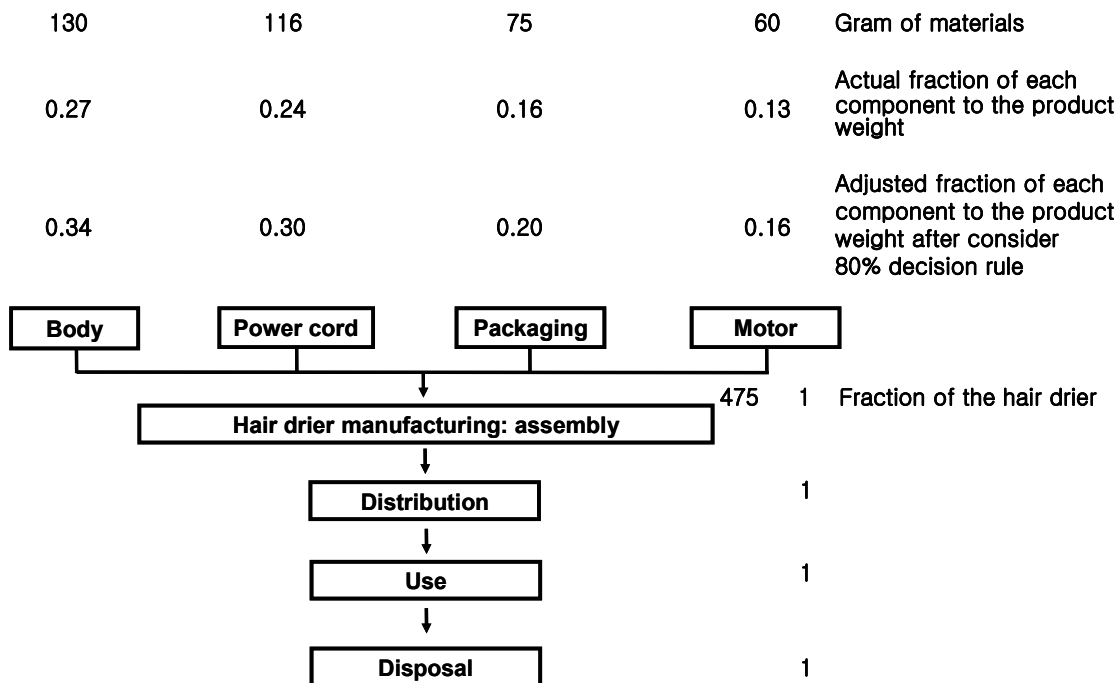 130 116 75 60 Gram of materials
0.27 0.24 0.16 0.13 Actual fraction of each
component to the product
weight
0.34 0.30 0.20 0.16 Adjusted fraction of each
component to the product
weight after consider
80% decision rule
Body Power cord Packaging Motor
475 1 Fraction of the hair drier
Hair drier manufacturing: assembly
Distribution 1
Use 1
Disposal 1